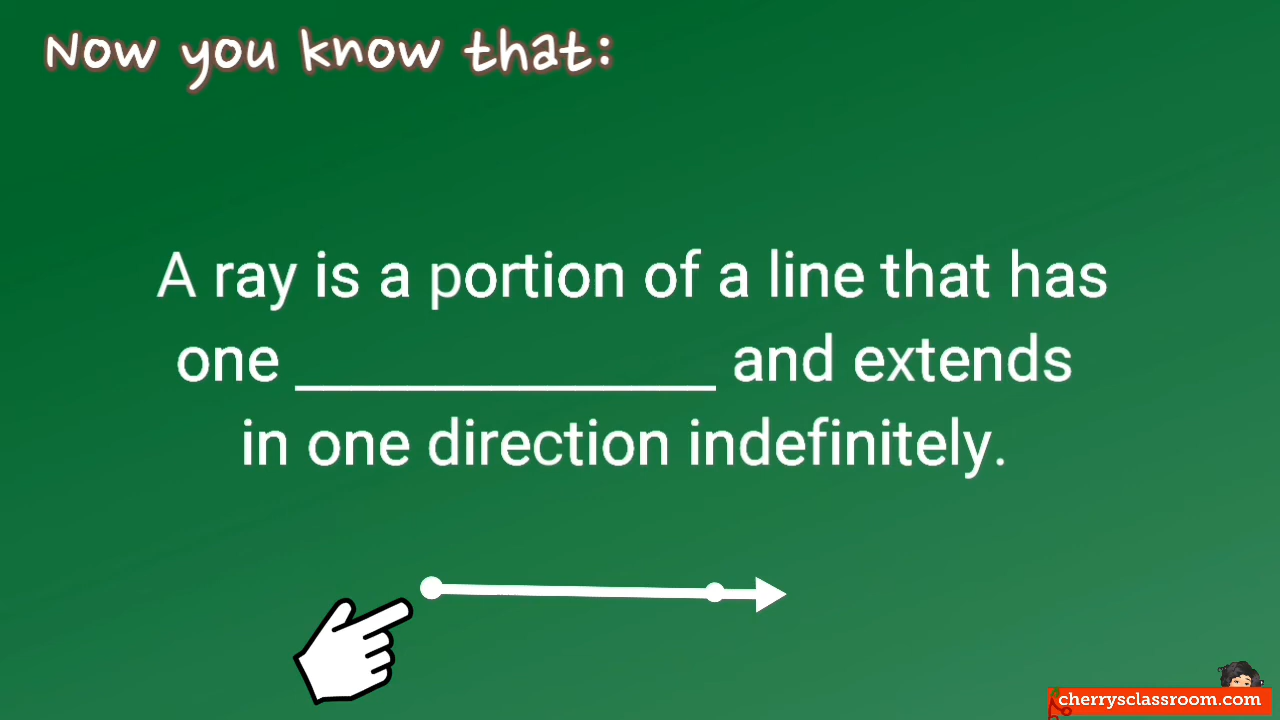 Now you know that:
A ray is a portion of a line that has
one _______________ and extends
in one direction indefinitely.
cherrysclassroom.com